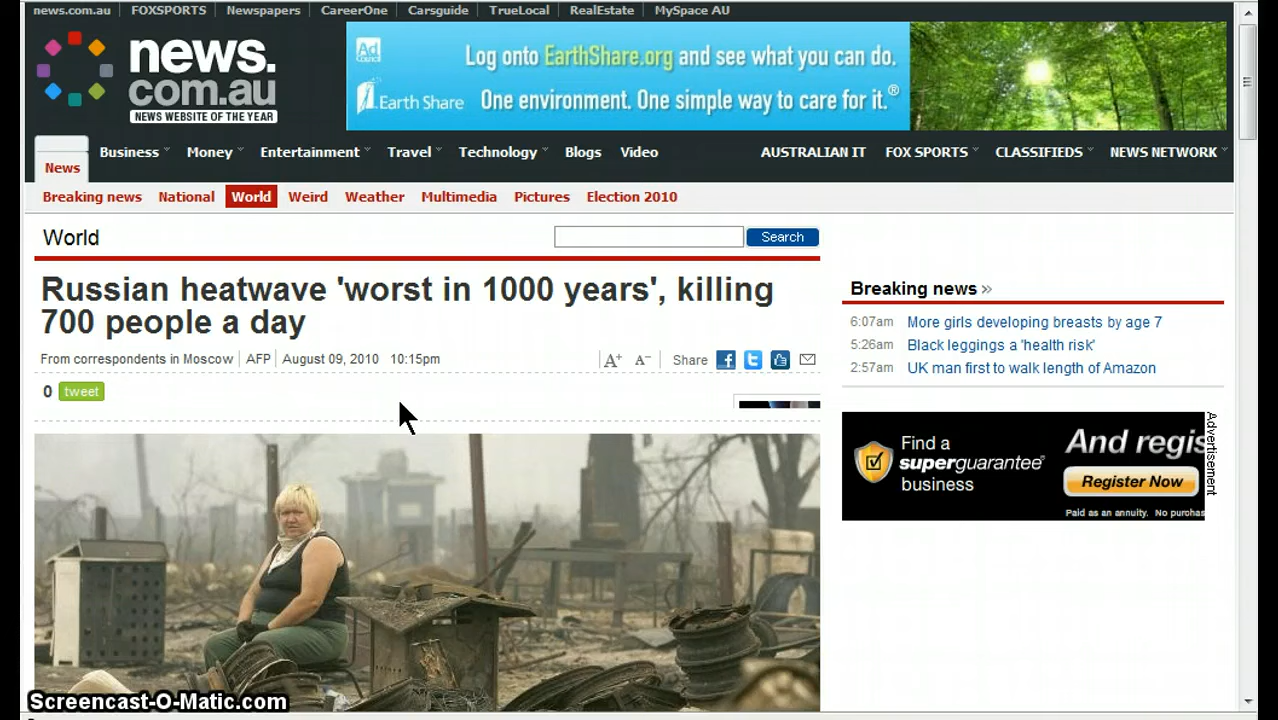 news.com.au FOXSPORTS Newspapers CareerOne Carsguide TrueLocal RealEstate MySpace AU
news.
com.au
NEWS WEBSITE OF THE YEAR
Ad
Council
Earth Share
Log onto EarthShare.org and see what you can do.
One environment. One simple way to care for it.®
News Business Money Entertainment Travel Technology Blogs Video AUSTRALIAN IT FOX SPORTS CLASSIFIEDS NEWS NETWORK
Breaking news National World Weird Weather Multimedia Pictures Election 2010
World Search
Russian heatwave 'worst in 1000 years', killing
700 people a day
From correspondents in Moscow AFP August 09, 2010 10:15pm A+ A- Share
0 tweet
Breaking news »
6:07am More girls developing breasts by age 7
5:26am Black leggings a 'health risk'
2:57am UK man first to walk length of Amazon
Find a
superguarantee™
business
And regis
Register Now
Paid as an annuity. No purchas
Advertisement
Screencast-O-Matic.com